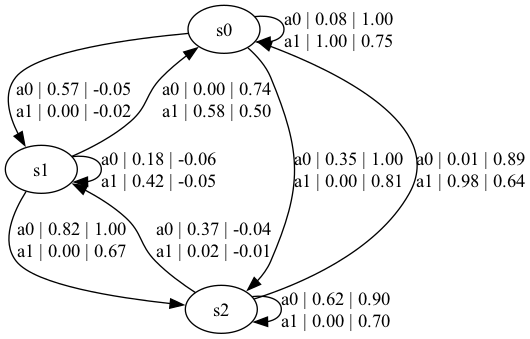 s0
a0 | 0.08 | 1.00
a1 | 1.00 | 0.75
a0 | 0.57 | -0.05
a1 | 0.00 | -0.02
a0 | 0.00 | 0.74
a1 | 0.58 | 0.50
s1
a0 | 0.18 | -0.06
a1 | 0.42 | -0.05
a0 | 0.35 | 1.00
a1 | 0.00 | 0.81
a0 | 0.01 | 0.89
a1 | 0.98 | 0.64
a0 | 0.82 | 1.00
a1 | 0.00 | 0.67
a0 | 0.37 | -0.04
a1 | 0.02 | -0.01
s2
a0 | 0.62 | 0.90
a1 | 0.00 | 0.70